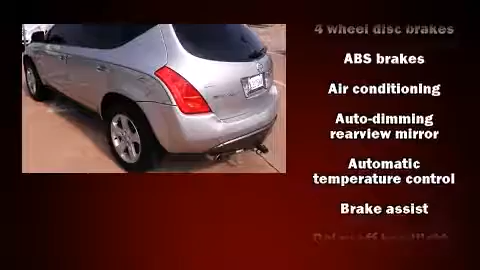 4 wheel disc brakes
ABS brakes
Air conditioning
Auto-dimming
rearview mirror
Automatic
temperature control
Brake assist